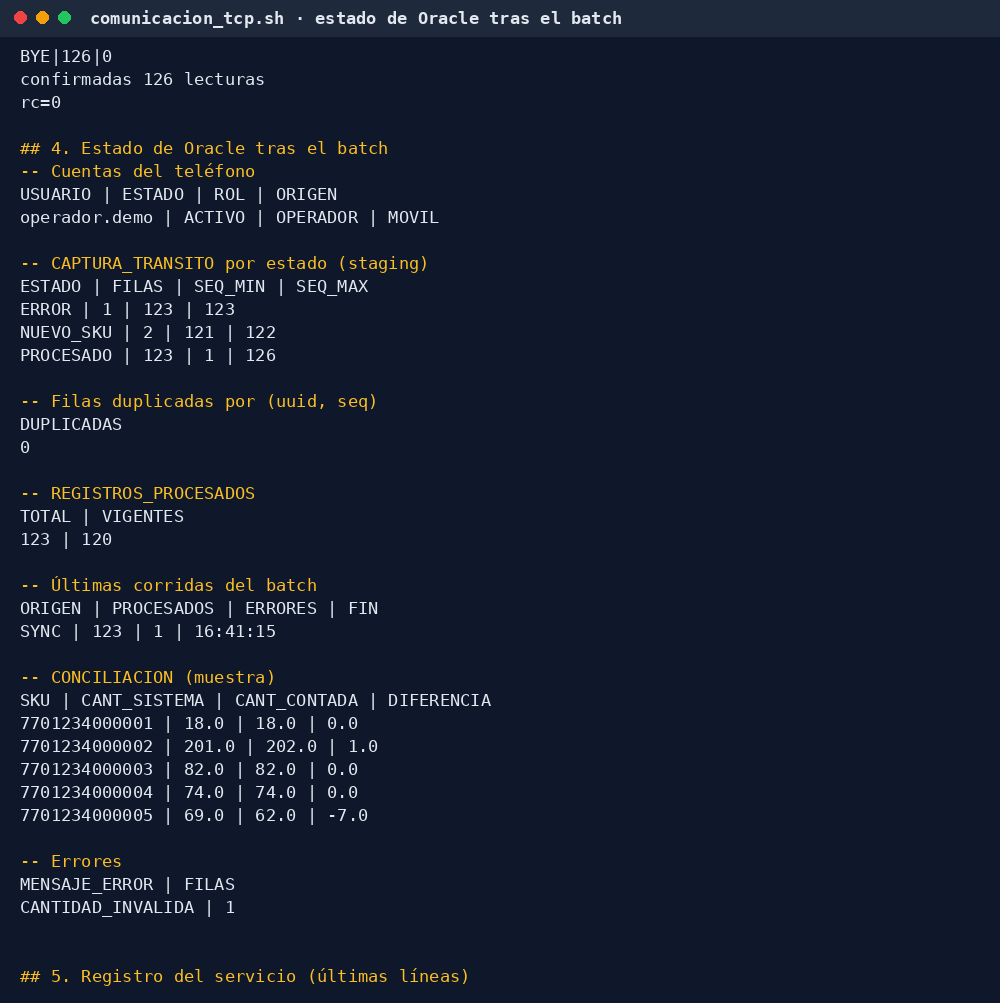 comunicacion_tcp.sh · estado de Oracle tras el batch
BYE|126|0
confirmadas 126 lecturas
rc=0
## 4. Estado de Oracle tras el batch
-- Cuentas del teléfono
USUARIO | ESTADO | ROL | ORIGEN
operador.demo | ACTIVO | OPERADOR | MOVIL
-- CAPTURA_TRANSITO por estado (staging)
ESTADO | FILAS | SEQ_MIN | SEQ_MAX
ERROR | 1 | 123 | 123
NUEVO_SKU | 2 | 121 | 122
PROCESADO | 123 | 1 | 126
-- Filas duplicadas por (uuid, seq)
DUPLICADAS
0
-- REGISTROS_PROCESADOS
TOTAL | VIGENTES
123 | 120
-- Últimas corridas del batch
ORIGEN | PROCESADOS | ERRORES | FIN
SYNC | 123 | 1 | 16:41:15
-- CONCILIACION (muestra)
SKU | CANT_SISTEMA | CANT_CONTADA | DIFERENCIA
7701234000001 | 18.0 | 18.0 | 0.0
7701234000002 | 201.0 | 202.0 | 1.0
7701234000003 | 82.0 | 82.0 | 0.0
7701234000004 | 74.0 | 74.0 | 0.0
7701234000005 | 69.0 | 62.0 | -7.0
-- Errores
MENSAJE_ERROR | FILAS
CANTIDAD_INVALIDA | 1
## 5. Registro del servicio (últimas líneas)